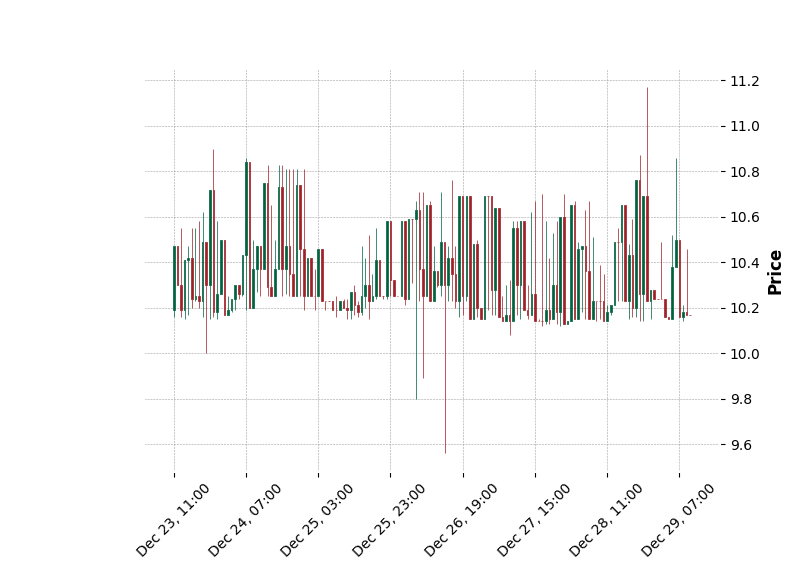 11.2
11.0
10.8
10.6
10.4
10.2
10.0
9.8
9.6
Price
Dec 23, 11:00
Dec 24, 07:00
Dec 25, 03:00
Dec 25, 23:00
Dec 26, 19:00
Dec 27, 15:00
Dec 28, 11:00
Dec 29, 07:00